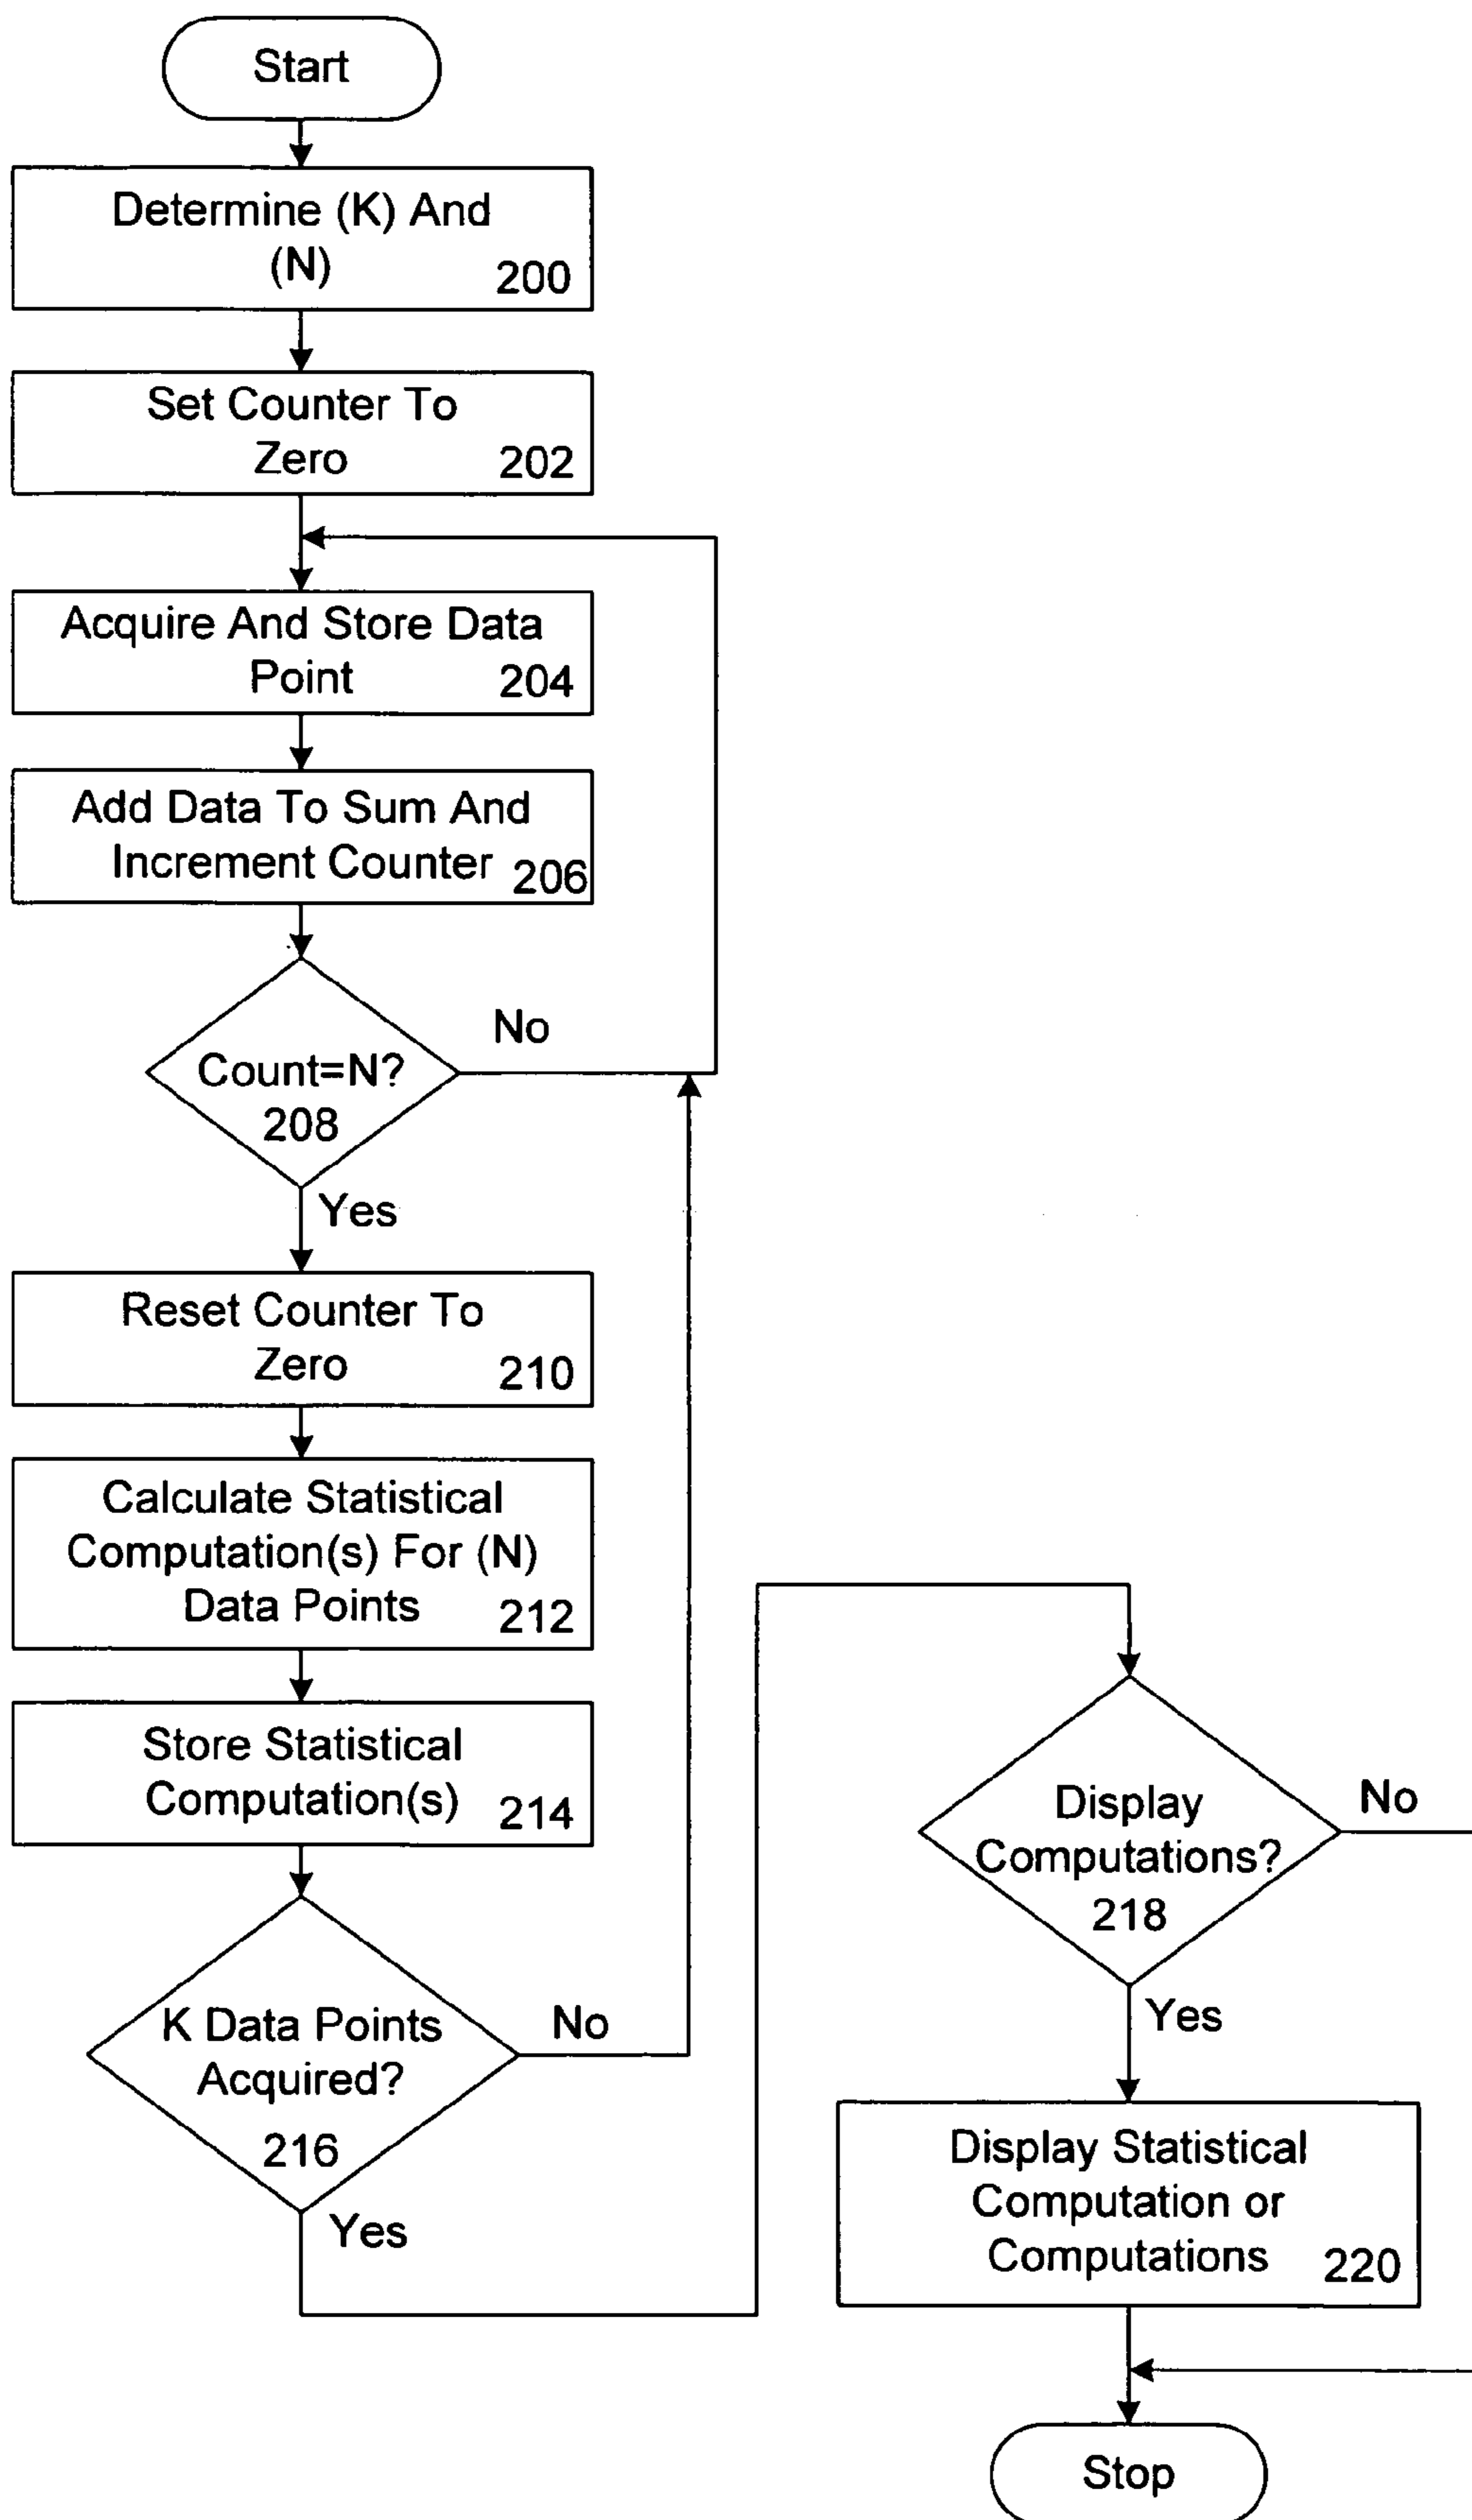 Start
Determine (K) And
(N)
200
Set Counter To
Zero
202
Acquire And Store Data
Point
204
Add Data To Sum And
Increment Counter
206
Count=N?
208
No
Yes
Reset Counter To
Zero
210
Calculate Statistical
Computation(s) For (N)
Data Points
212
Store Statistical
Computation(s)
214
K Data Points
Acquired?
216
No
Yes
Display
Computations?
218
No
Yes
Display Statistical
Computation or
Computations
220
Stop